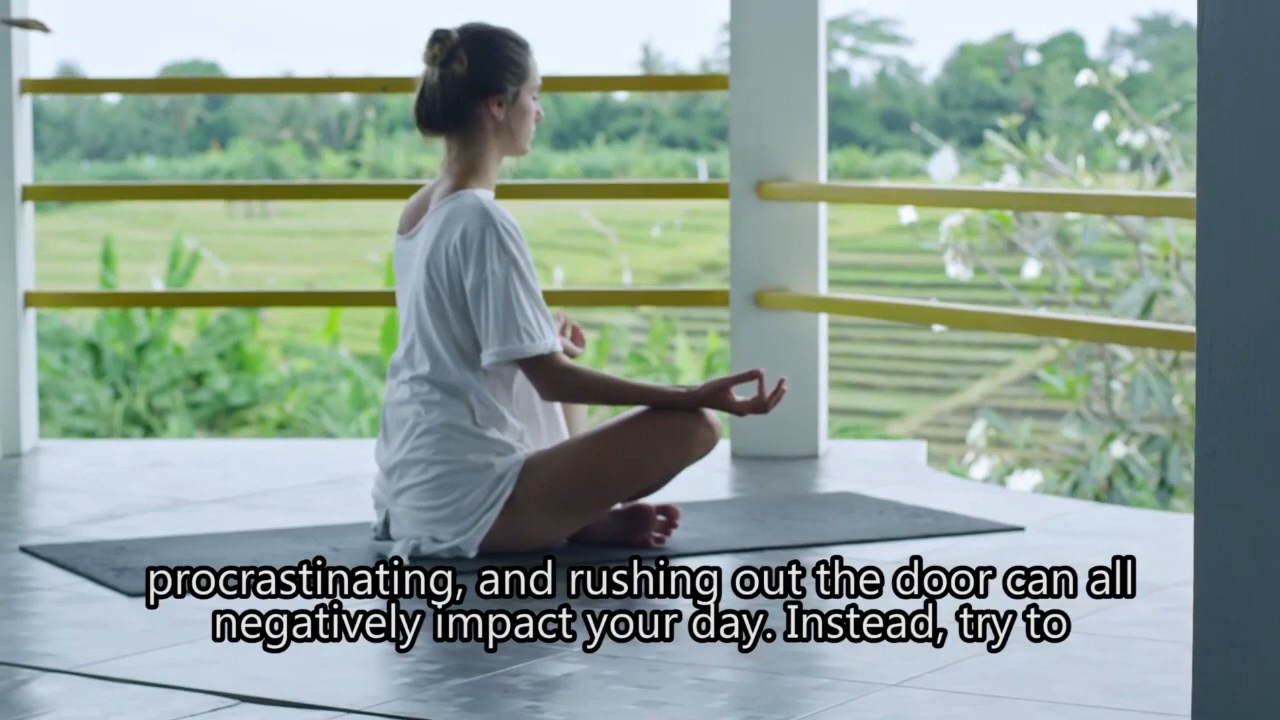 procrastinating, and rushing out the door can all
negatively impact your day. Instead, try to